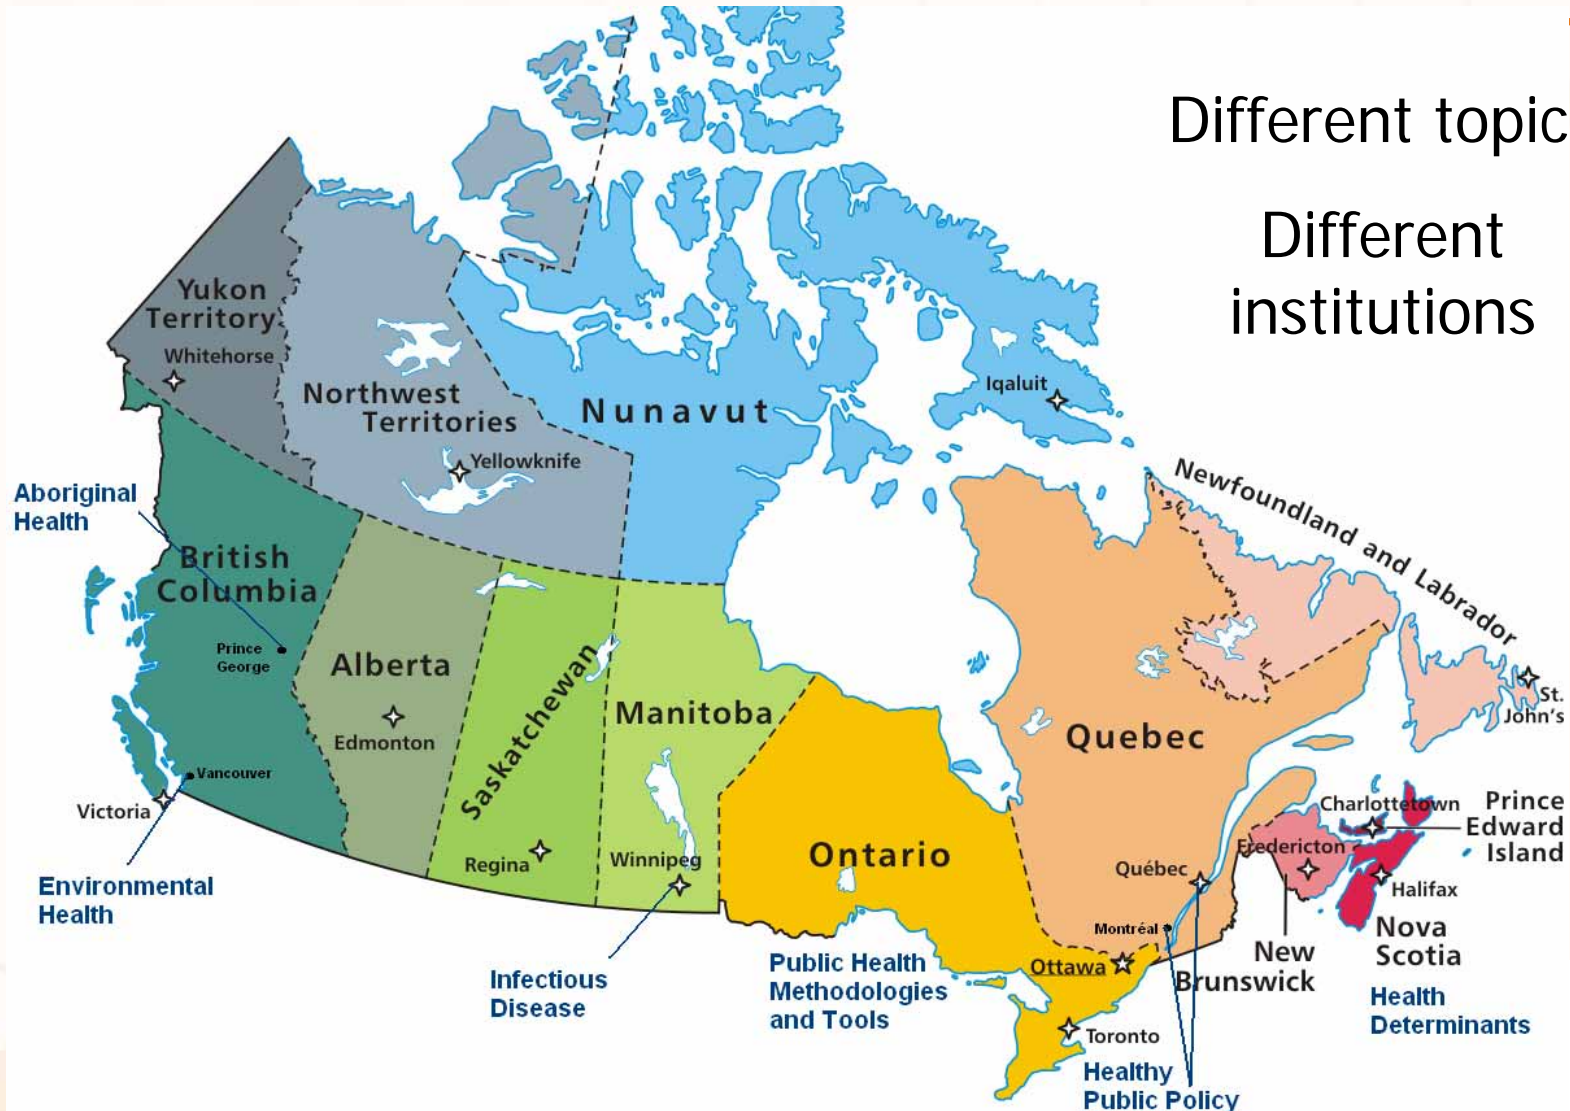 Different topic
Different
institutions
Yukon
Territory
Whitehorse
Northwest
Territories
Yellowknife
Nunavut
Iqaluit
Newfoundland and Labrador
Aboriginal
Health
British
Columbia
Prince
George
Alberta
Edmonton
Saskatchewan
Manitoba
Quebec
St.
John's
Vancouver
Victoria
Regina
Winnipeg
Ontario
Charlottetown
Prince
Edward
Island
Fredericton
Québec
Halifax
Montréal
Nova
Scotia
New
Brunswick
Ottawa
Toronto
Environmental
Health
Infectious
Disease
Public Health
Methodologies
and Tools
Health
Determinants
Healthy
Public Policy